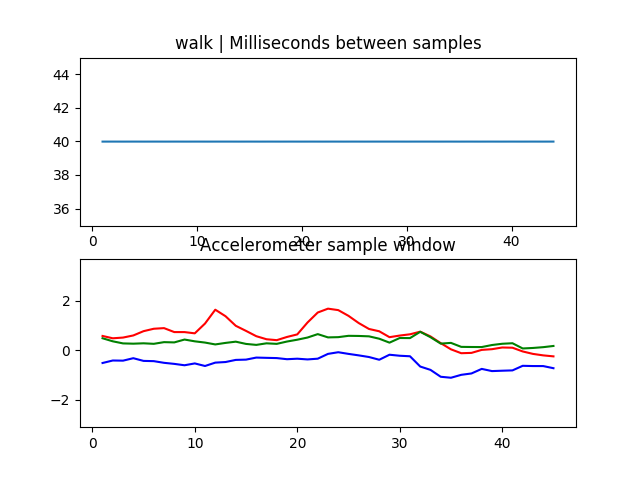 walk | Milliseconds between samples
44
42
40
38
36
0 10 20 30 40
Accelerometer sample window
2
0
−2
0 10 20 30 40